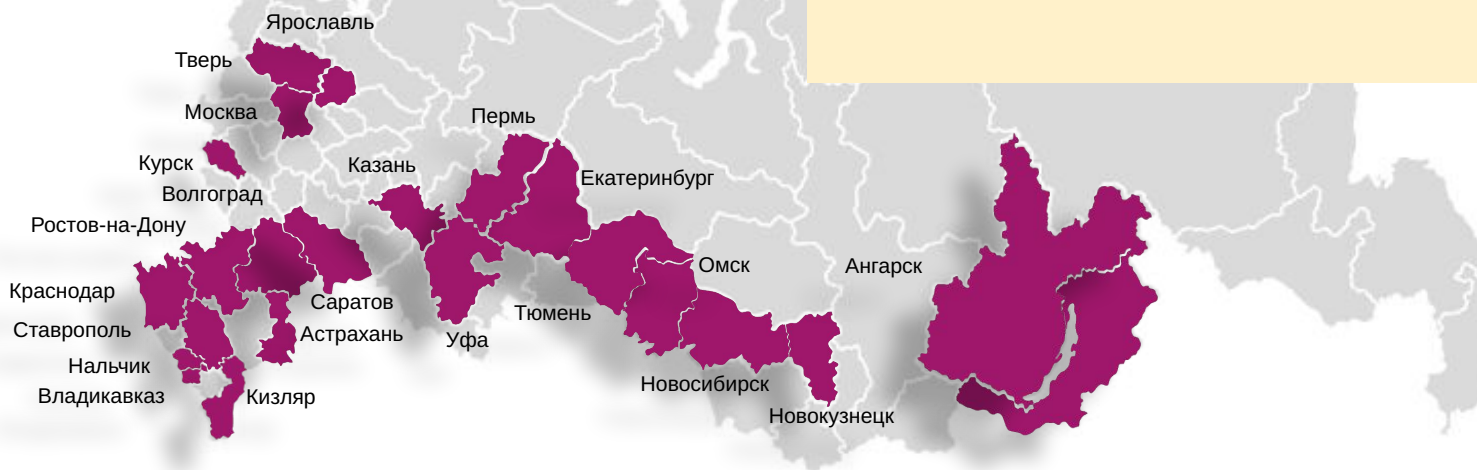 Ярославль
Тверь
Москва
Пермь
Курск
Казань
Екатеринбург
Волгоград
Ростов-на-Дону
Омск
Ангарск
Краснодар
Саратов
Тюмень
Ставрополь
Астрахань
Уфа
Нальчик
Новосибирск
Владикавказ
Кизляр
Новокузнецк